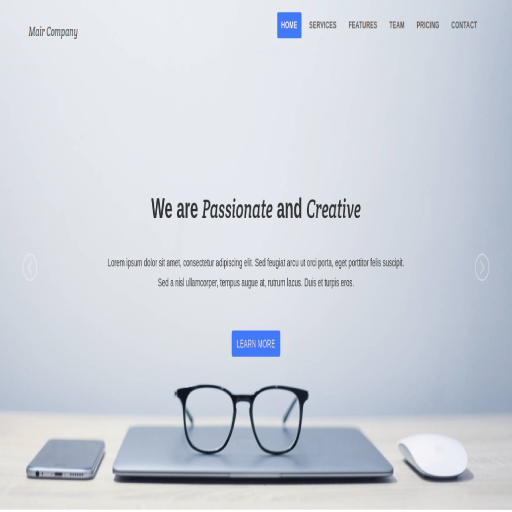 Mair Company
HOME SERVICES FEATURES TEAM PRICING CONTACT
We are Passionate and Creative
Lorem ipsum dolor sit amet, consectetur adipiscing elit. Sed feugiat arcu ut orci porta, eget porttitor felis suscipit.
Sed a nisl ullamcorper, tempus augue at, rutrum lacus. Duis et turpis eros.
LEARN MORE